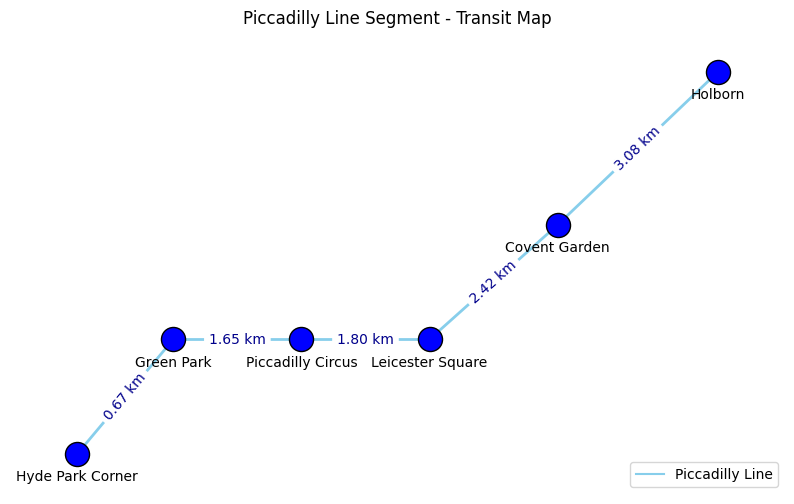 Piccadilly Line Segment - Transit Map
Holborn
3.08 km
Covent Garden
2.42 km
1.65 km
1.80 km
Green Park
Piccadilly Circus
Leicester Square
0.67 km
Hyde Park Corner
Piccadilly Line